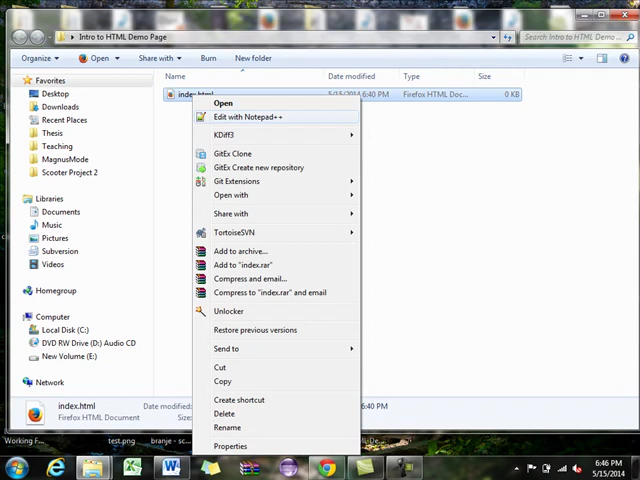 Intro to HTML Demo Page
Search Intro to HTML Demo ...
Organize
Open
Share with
Burn
New folder
Name
Date modified
Type
Size
Favorites
Desktop
Downloads
Recent Places
Thesis
Teaching
MagnusMode
Scooter Project 2
Libraries
Documents
Music
Pictures
Subversion
Videos
Homegroup
Computer
Local Disk (C:)
DVD RW Drive (D:) Audio CD
New Volume (E:)
Network
index.html 5/15/2014 6:40 PM Firefox HTML Doc... 0 KB
Open
Edit with Notepad++
KDiff3
GitEx Clone
GitEx Create new repository
Git Extensions
Open with
Share with
TortoiseSVN
Add to archive...
Add to "index.rar"
Compress and email...
Compress to "index.rar" and email
Unlocker
Restore previous versions
Send to
Cut
Copy
Create shortcut
Delete
Rename
Properties
index.html
Firefox HTML Document
Date modified:
6:40 PM
Working F...
test.png
branje - sc...
6:46 PM
5/15/2014